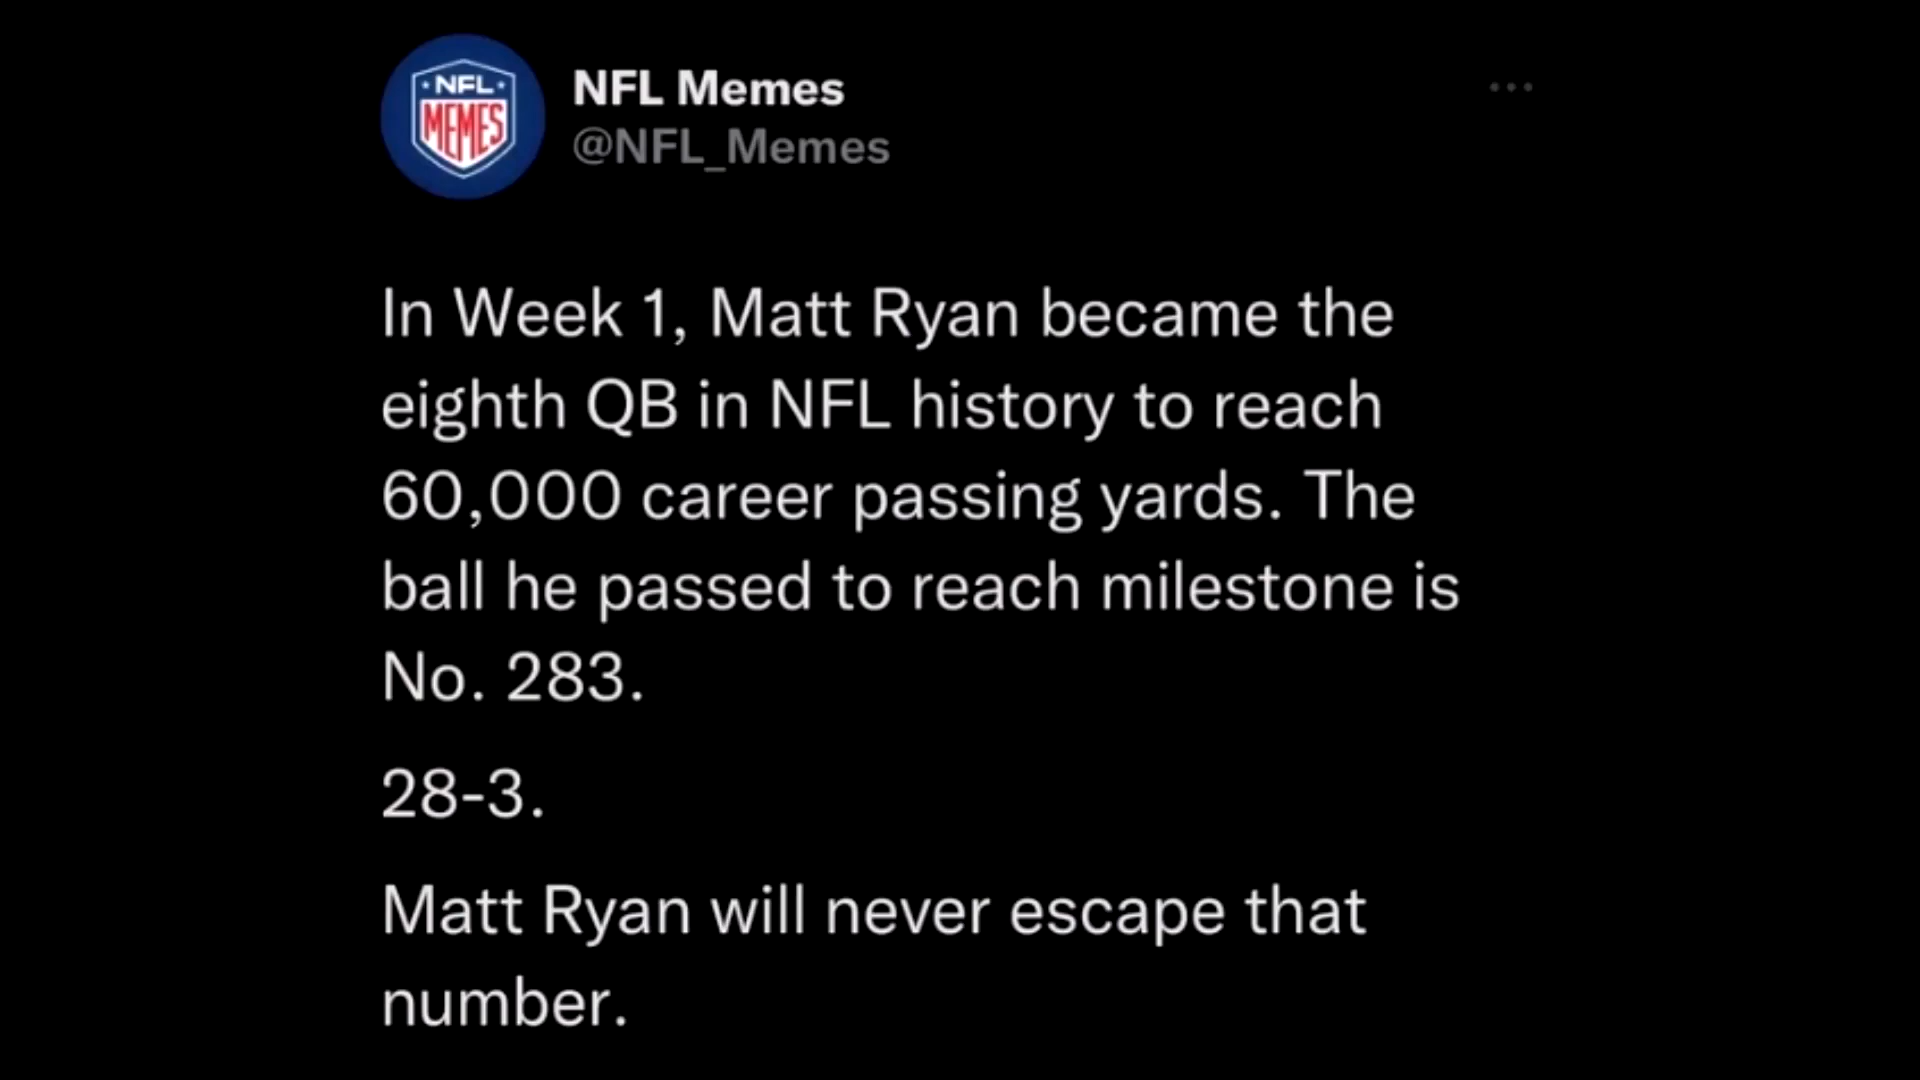 NFL
MEMES
NFL Memes
@NFL_Memes
In Week 1, Matt Ryan became the
eighth QB in NFL history to reach
60,000 career passing yards. The
ball he passed to reach milestone is
No. 283.
28-3.
Matt Ryan will never escape that
number.